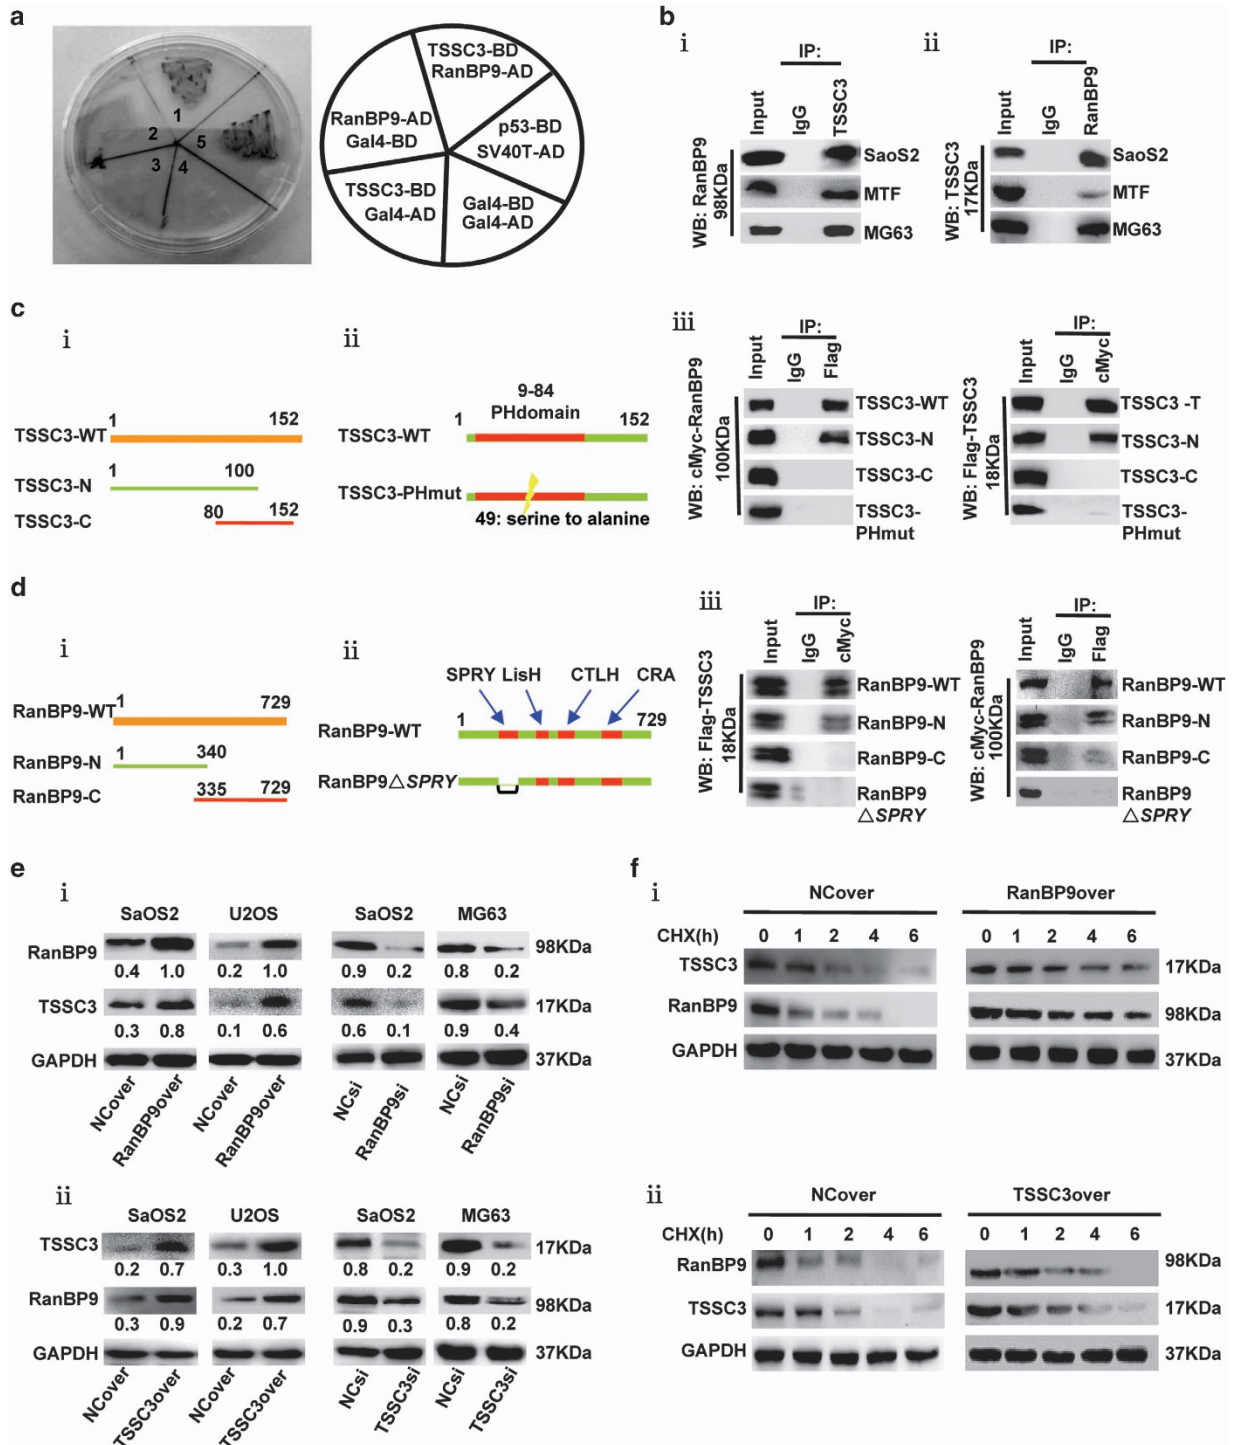 a
1
2
3
4
5
TSSC3-BD
RanBP9-AD
RanBP9-AD
Gal4-BD
p53-BD
SV40T-AD
TSSC3-BD
Gal4-AD
Gal4-BD
Gal4-AD
b
i
IP:
Input
IgG
TSSC3
WB: RanBP9
98KDa
SaoS2
MTF
MG63
ii
IP:
Input
IgG
RanBP9
WB: TSSC3
17KDa
SaoS2
MTF
MG63
c
i
1 152
TSSC3-WT
1 100
TSSC3-N
80 152
TSSC3-C
ii
9-84
PHdomain
1 152
TSSC3-WT
TSSC3-PHmut
49: serine to alanine
iii
IP:
Input
IgG
Flag
WB: cMyc-RanBP9
100KDa
TSSC3-WT
TSSC3-N
TSSC3-C
TSSC3-
PHmut
IP:
Input
IgG
cMyc
WB: Flag-TSSC3
18KDa
TSSC3 -T
TSSC3-N
TSSC3-C
TSSC3-
PHmut
d
i
1 729
RanBP9-WT
1 340
RanBP9-N
335 729
RanBP9-C
ii
SPRY LisH CTLH CRA
1 729
RanBP9-WT
RanBP9△SPRY
iii
IP:
Input
IgG
cMyc
WB: Flag-TSSC3
18KDa
RanBP9-WT
RanBP9-N
RanBP9-C
RanBP9
△SPRY
IP:
Input
IgG
Flag
WB: cMyc-RanBP9
100KDa
RanBP9-WT
RanBP9-N
RanBP9-C
RanBP9
△SPRY
e
i
SaOS2 U2OS SaOS2 MG63
RanBP9 98KDa
0.4 1.0 0.2 1.0 0.9 0.2 0.8 0.2
TSSC3 17KDa
0.3 0.8 0.1 0.6 0.6 0.1 0.9 0.4
GAPDH 37KDa
NCover RanBP9over NCover RanBP9over NCsi RanBP9si NCsi RanBP9si
ii
SaOS2 U2OS SaOS2 MG63
TSSC3 17KDa
0.2 0.7 0.3 1.0 0.8 0.2 0.9 0.2
RanBP9 98KDa
0.3 0.9 0.2 0.7 0.9 0.3 0.8 0.2
GAPDH 37KDa
NCover TSSC3over NCover TSSC3over NCsi TSSC3si NCsi TSSC3si
f
i
NCover RanBP9over
CHX(h) 0 1 2 4 6 0 1 2 4 6
TSSC3 17KDa
RanBP9 98KDa
GAPDH 37KDa
ii
NCover TSSC3over
CHX(h) 0 1 2 4 6 0 1 2 4 6
RanBP9 98KDa
TSSC3 17KDa
GAPDH 37KDa